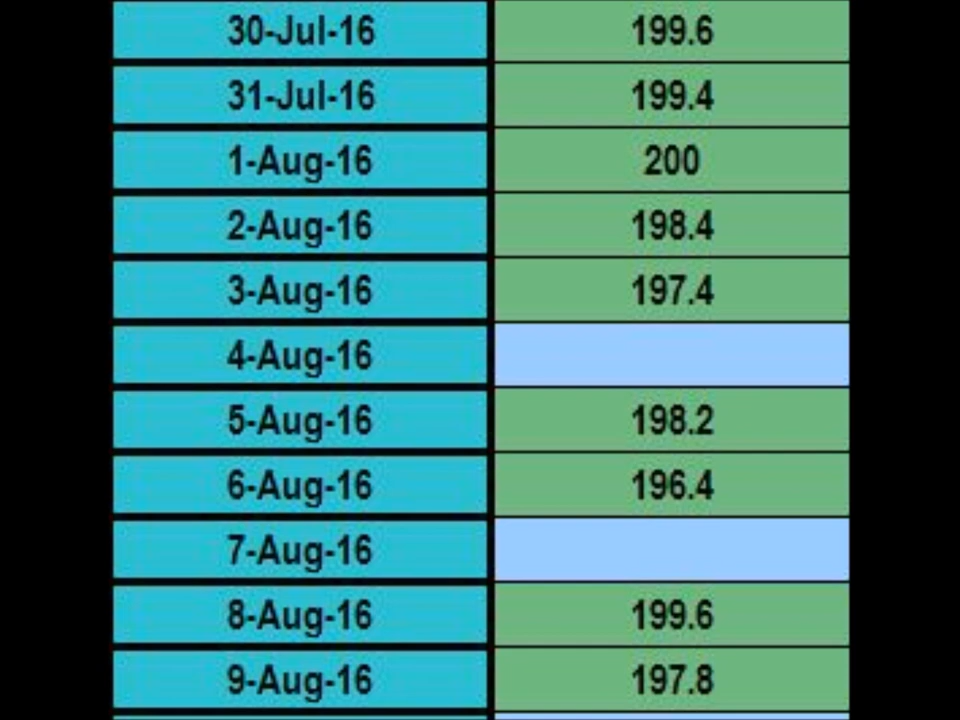 30-Jul-16 199.6
31-Jul-16 199.4
1-Aug-16 200
2-Aug-16 198.4
3-Aug-16 197.4
4-Aug-16
5-Aug-16 198.2
6-Aug-16 196.4
7-Aug-16
8-Aug-16 199.6
9-Aug-16 197.8